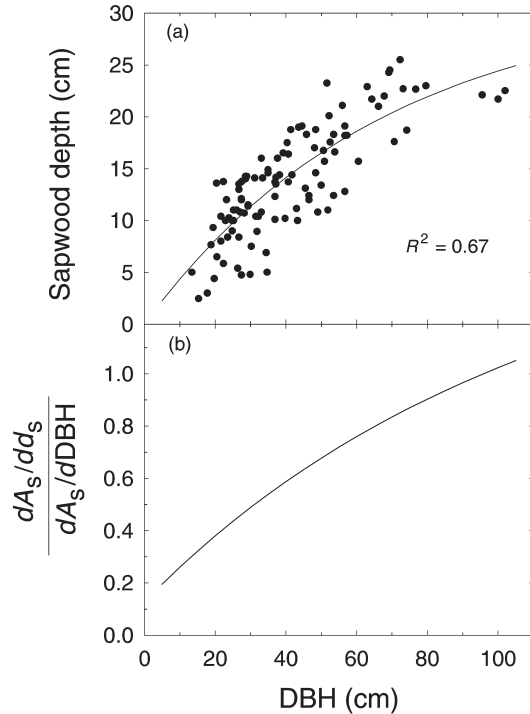 30
(a)
25
20
15
10
5
0
Sapwood depth (cm)
R² = 0.67
(b)
1.0
0.8
0.6
0.4
0.2
0.0
dAₛ/ddₛ
dAₛ/dDBH
0 20 40 60 80 100
DBH (cm)